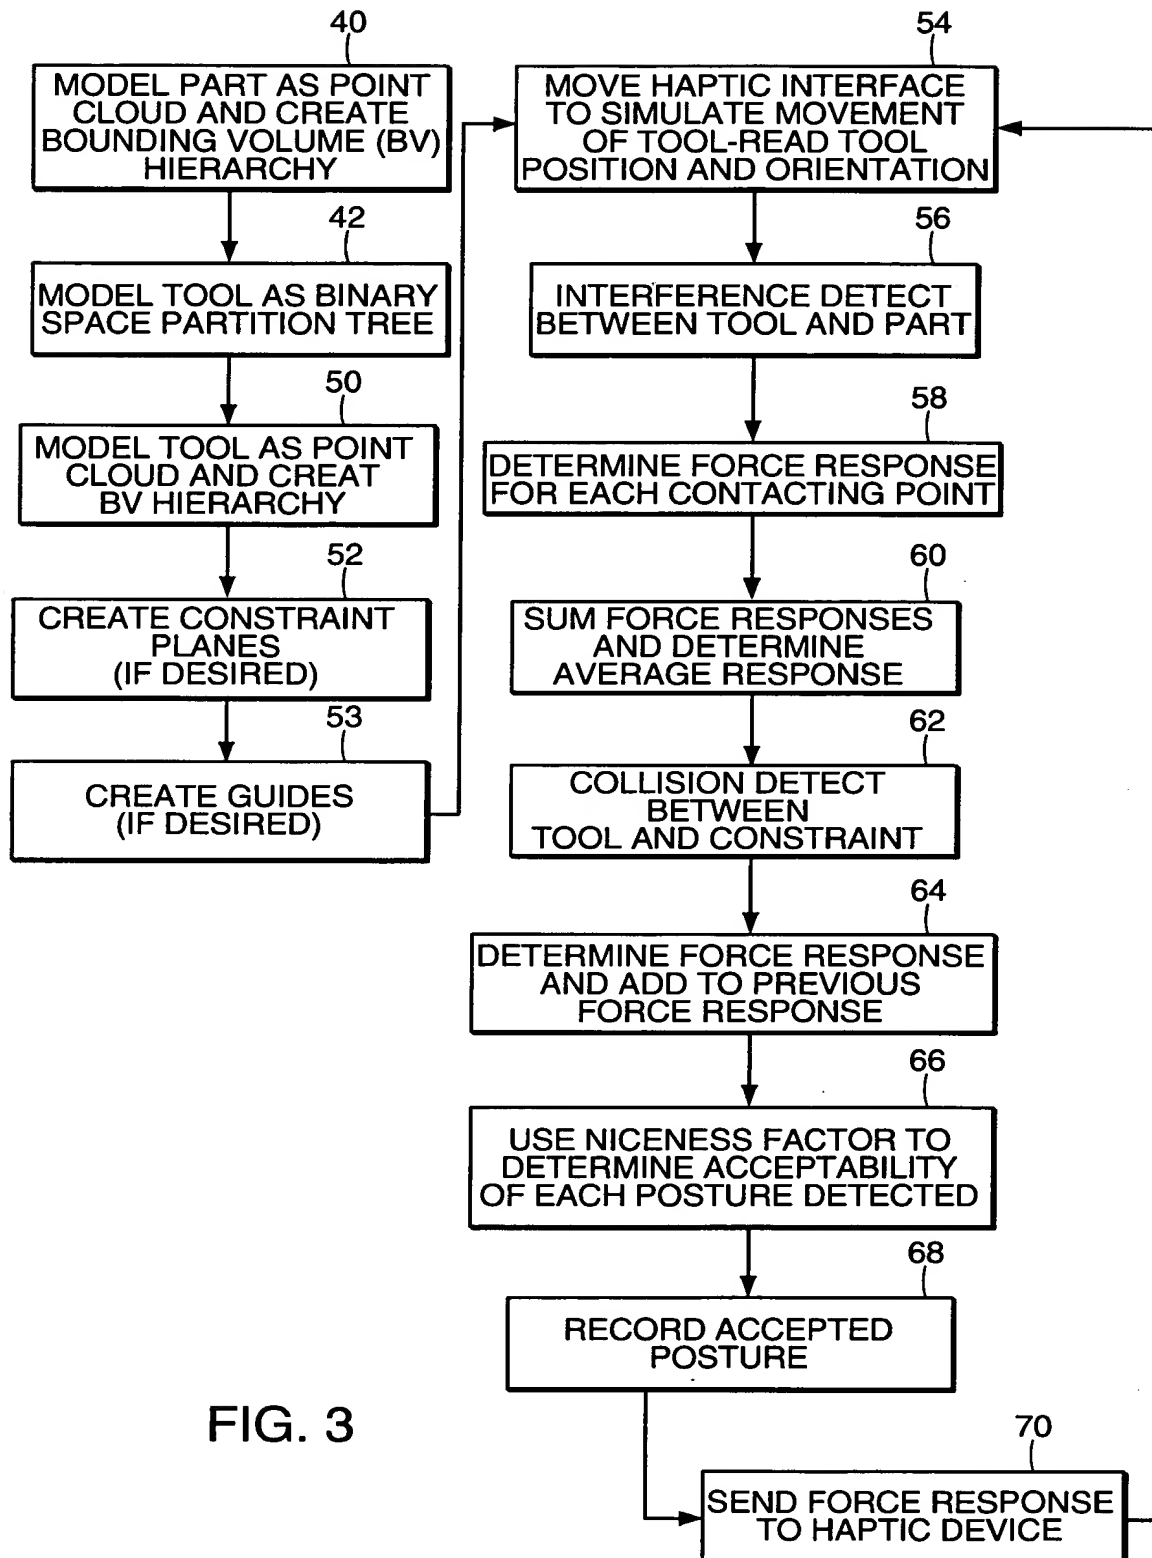 40
MODEL PART AS POINT
CLOUD AND CREATE
BOUNDING VOLUME (BV)
HIERARCHY
42
MODEL TOOL AS BINARY
SPACE PARTITION TREE
50
MODEL TOOL AS POINT
CLOUD AND CREAT
BV HIERARCHY
52
CREATE CONSTRAINT
PLANES
(IF DESIRED)
53
CREATE GUIDES
(IF DESIRED)
54
MOVE HAPTIC INTERFACE
TO SIMULATE MOVEMENT
OF TOOL-READ TOOL
POSITION AND ORIENTATION
56
INTERFERENCE DETECT
BETWEEN TOOL AND PART
58
DETERMINE FORCE RESPONSE
FOR EACH CONTACTING POINT
60
SUM FORCE RESPONSES
AND DETERMINE
AVERAGE RESPONSE
62
COLLISION DETECT
BETWEEN
TOOL AND CONSTRAINT
64
DETERMINE FORCE RESPONSE
AND ADD TO PREVIOUS
FORCE RESPONSE
66
USE NICENESS FACTOR TO
DETERMINE ACCEPTABILITY
OF EACH POSTURE DETECTED
68
RECORD ACCEPTED
POSTURE
70
SEND FORCE RESPONSE
TO HAPTIC DEVICE
FIG. 3